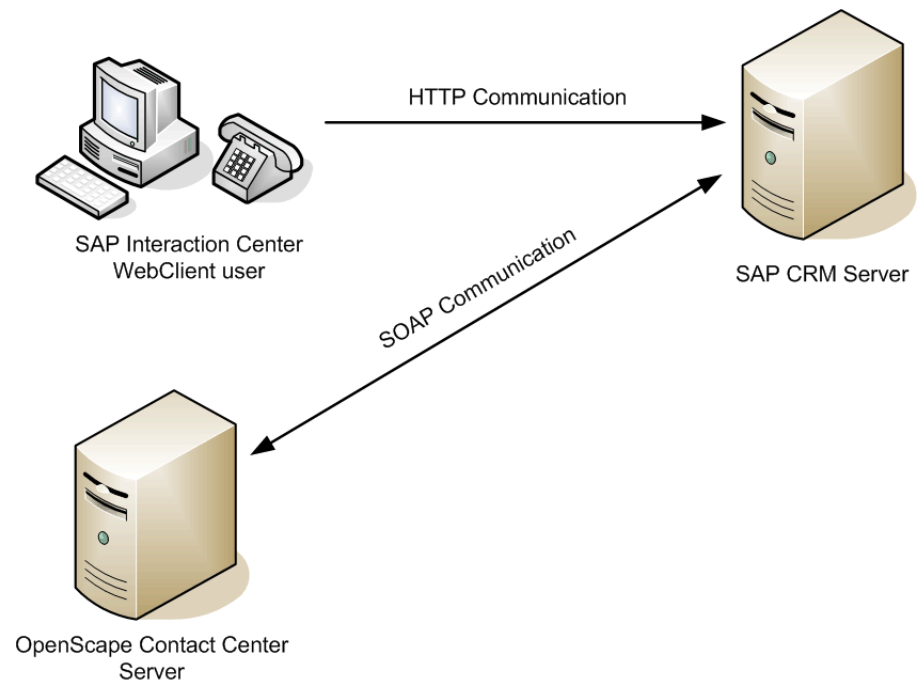 HTTP Communication
SAP Interaction Center
WebClient user
SAP CRM Server
SOAP Communication
OpenScape Contact Center
Server